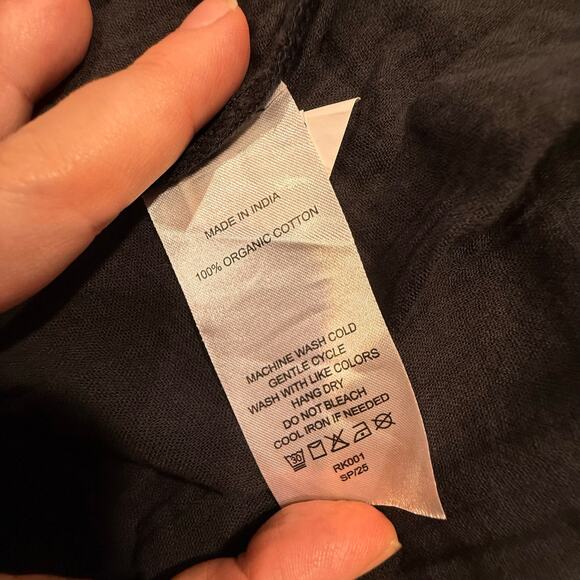 MADE IN INDIA
100% ORGANIC COTTON
MACHINE WASH COLD
GENTLE CYCLE
WASH WITH LIKE COLORS
HANG DRY
DO NOT BLEACH
COOL IRON IF NEEDED
30
RK001
SP/25